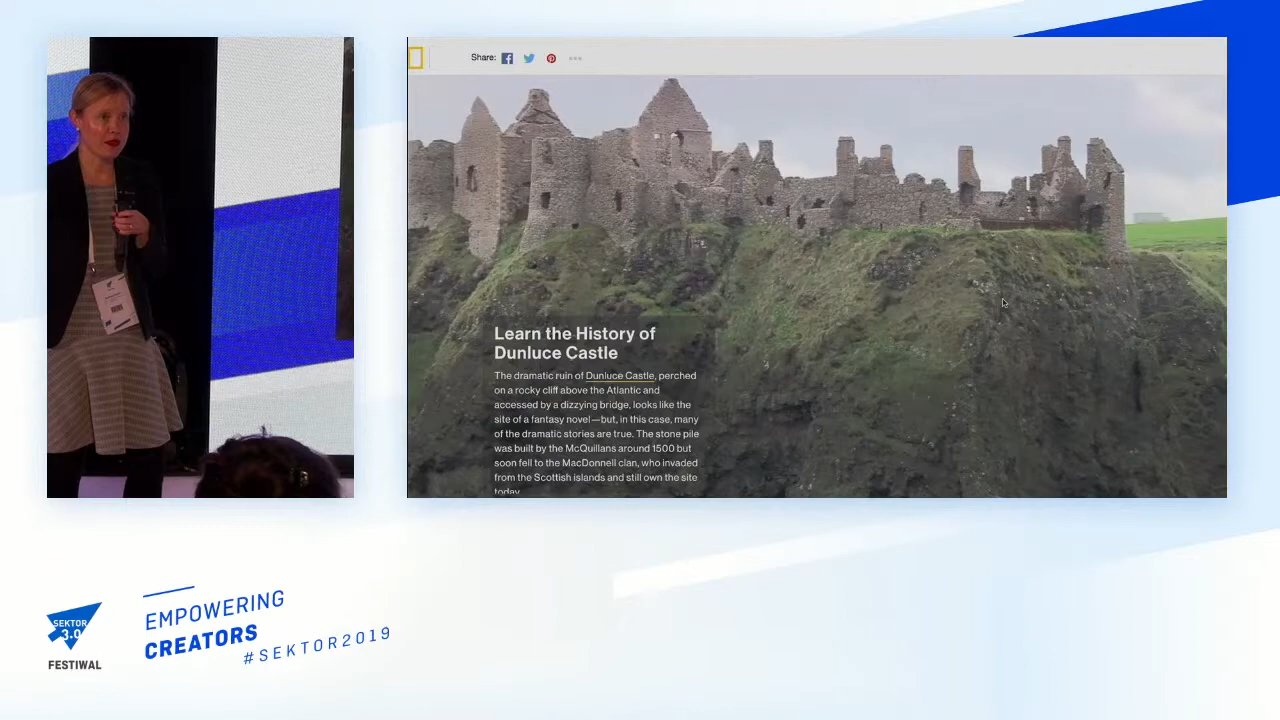 Share:
Learn the History of
Dunluce Castle
The dramatic ruin of Dunluce Castle, perched
on a rocky cliff above the Atlantic and
accessed by a dizzying bridge, looks like the
site of a fantasy novel—but, in this case, many
of the dramatic stories are true. The stone pile
was built by the McQuillans around 1500 but
soon fell to the MacDonnell clan, who invaded
from the Scottish islands and still own the site
today.
SEKTOR
3.0
FESTIWAL
EMPOWERING
CREATORS
#SEKTOR2019